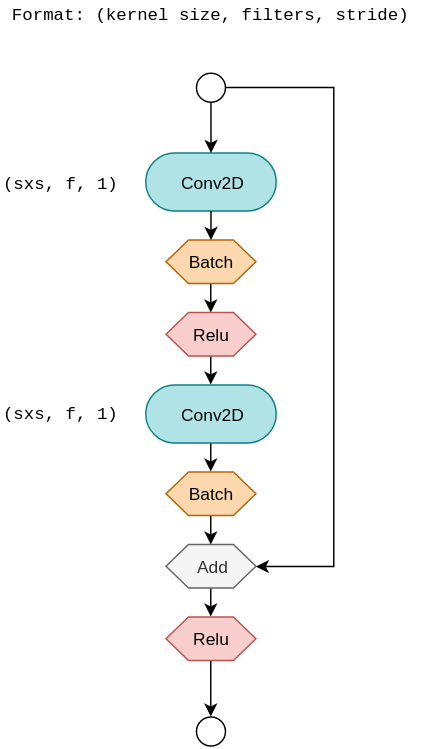 Format: (kernel size, filters, stride)
(sxs, f, 1) Conv2D
Batch
Relu
(sxs, f, 1) Conv2D
Batch
Add
Relu